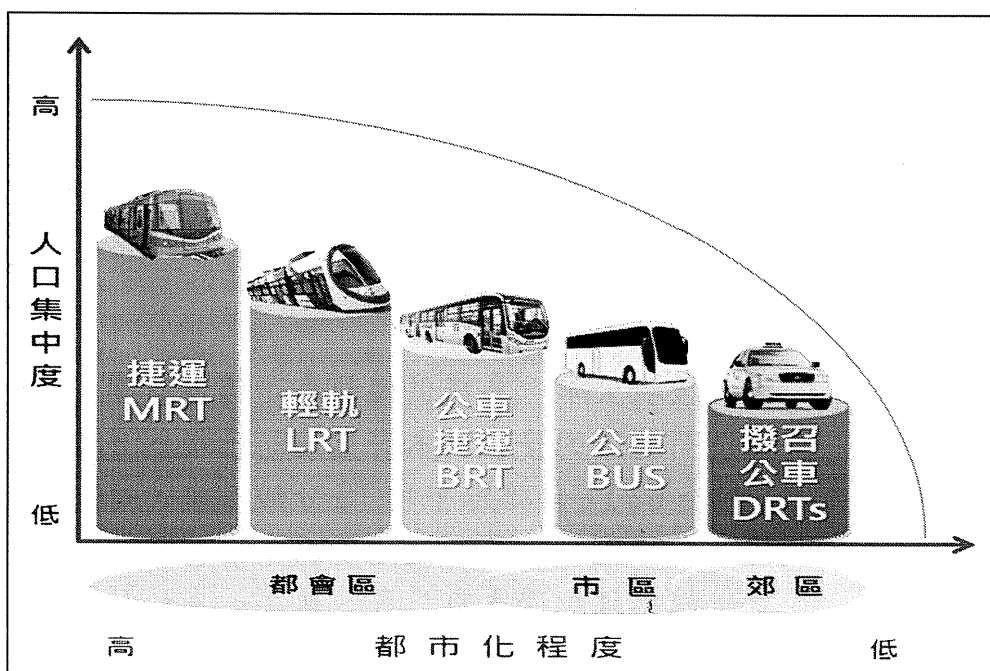 高
人口集中度
低
捷運
MRT
輕軌
LRT
公車
捷運
BRT
公車
BUS
撥召
公車
DRTs
都會區
市區
郊區
高
都市化程度
低